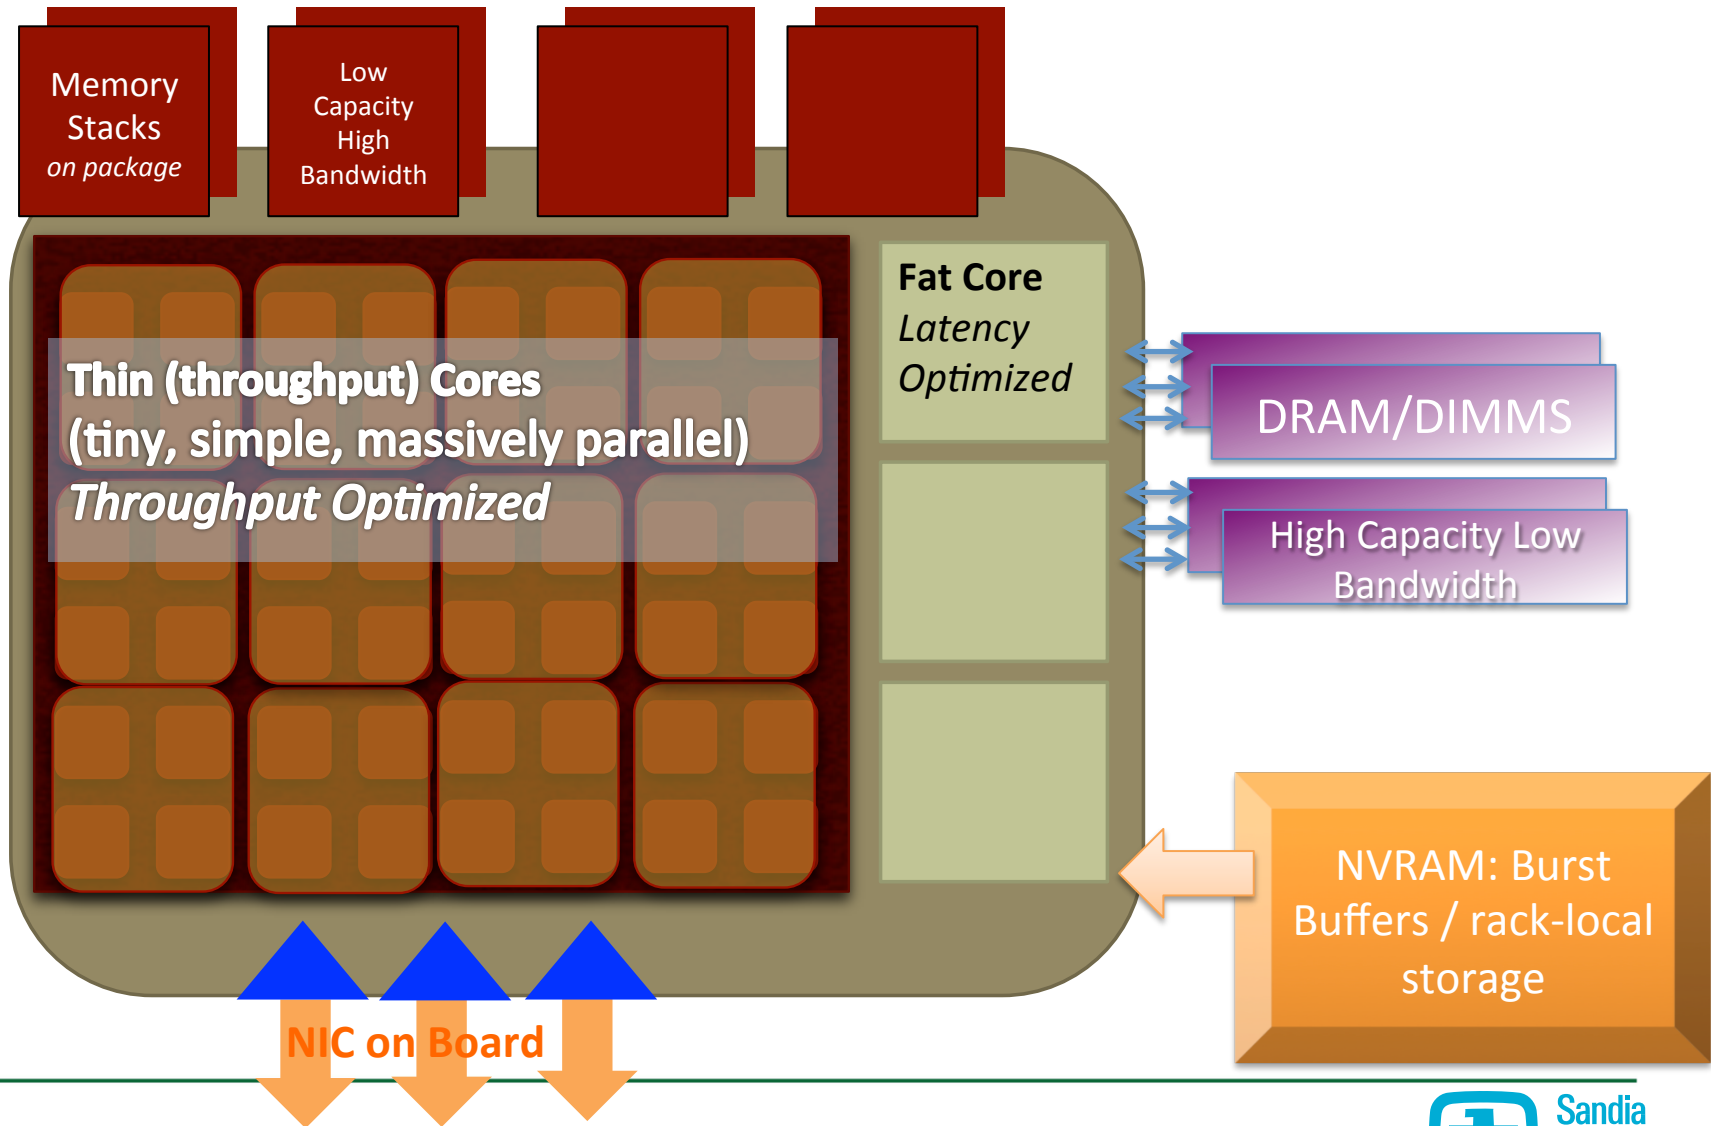 Memory
Stacks
on package
Low
Capacity
High
Bandwidth
Thin (throughput) Cores
(tiny, simple, massively parallel)
Throughput Optimized
Fat Core
Latency
Optimized
DRAM/DIMMS
High Capacity Low
Bandwidth
NVRAM: Burst
Buffers / rack-local
storage
NIC on Board
Sandia